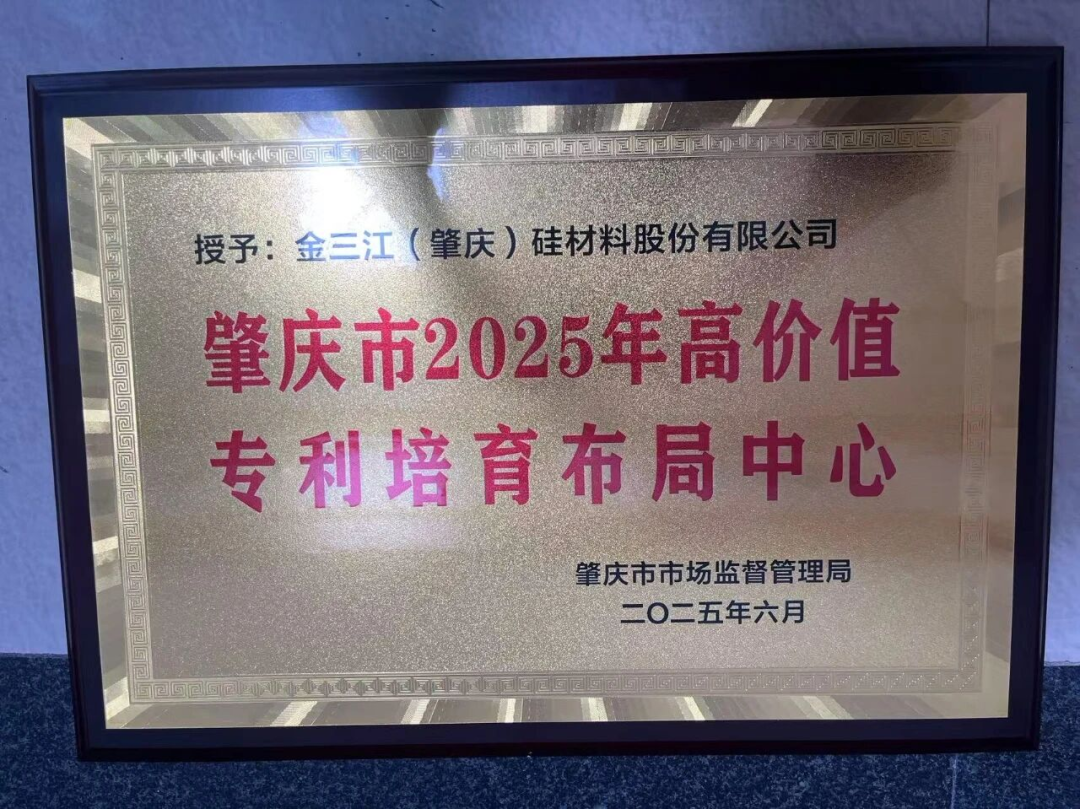 授予：金三江（肇庆）硅材料股份有限公司
肇庆市2025年高价值
专利培育布局中心
肇庆市市场监督管理局
二〇二五年六月